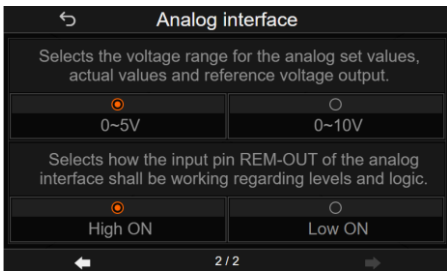 Analog interface
Selects the voltage range for the analog set values,
actual values and reference voltage output.
0~5V
0~10V
Selects how the input pin REM-OUT of the analog
interface shall be working regarding levels and logic.
High ON
Low ON
2 / 2